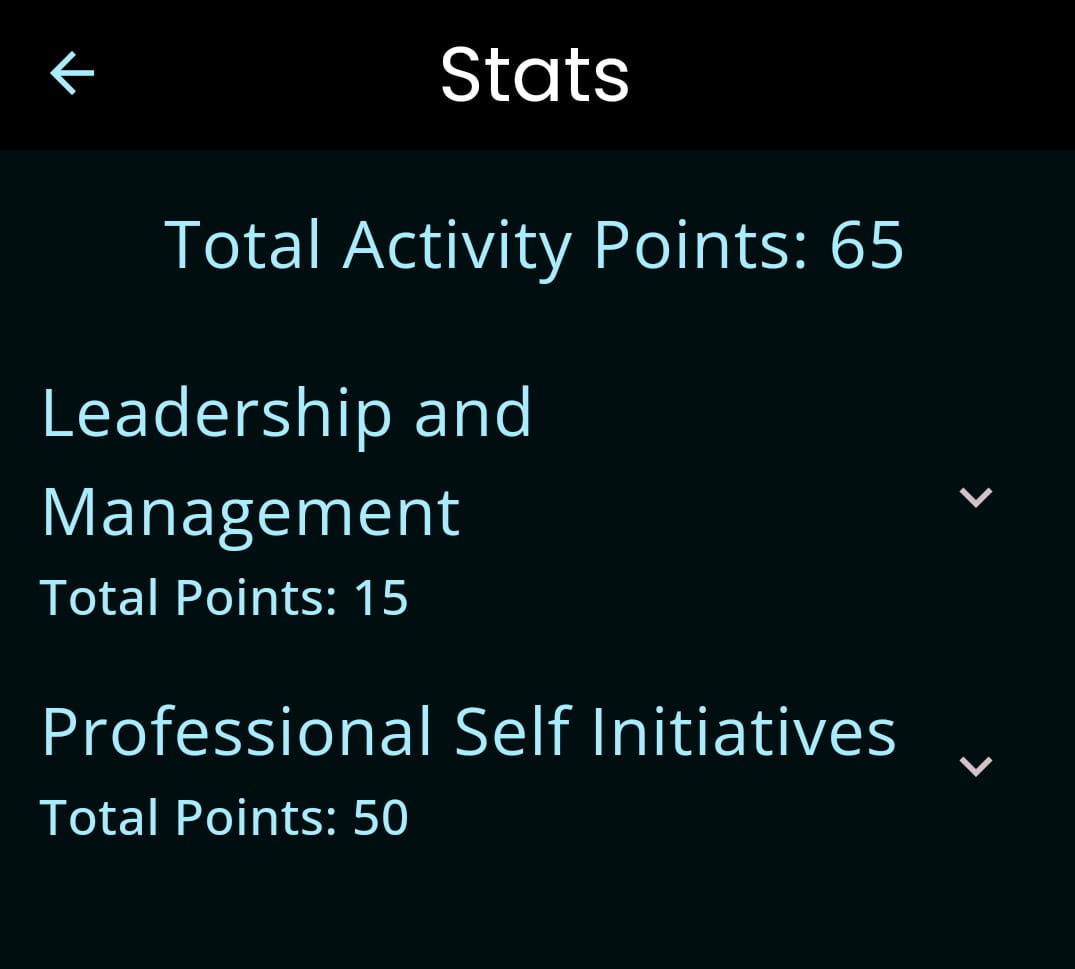 Stats
Total Activity Points: 65
Leadership and
Management
Total Points: 15
Professional Self Initiatives
Total Points: 50